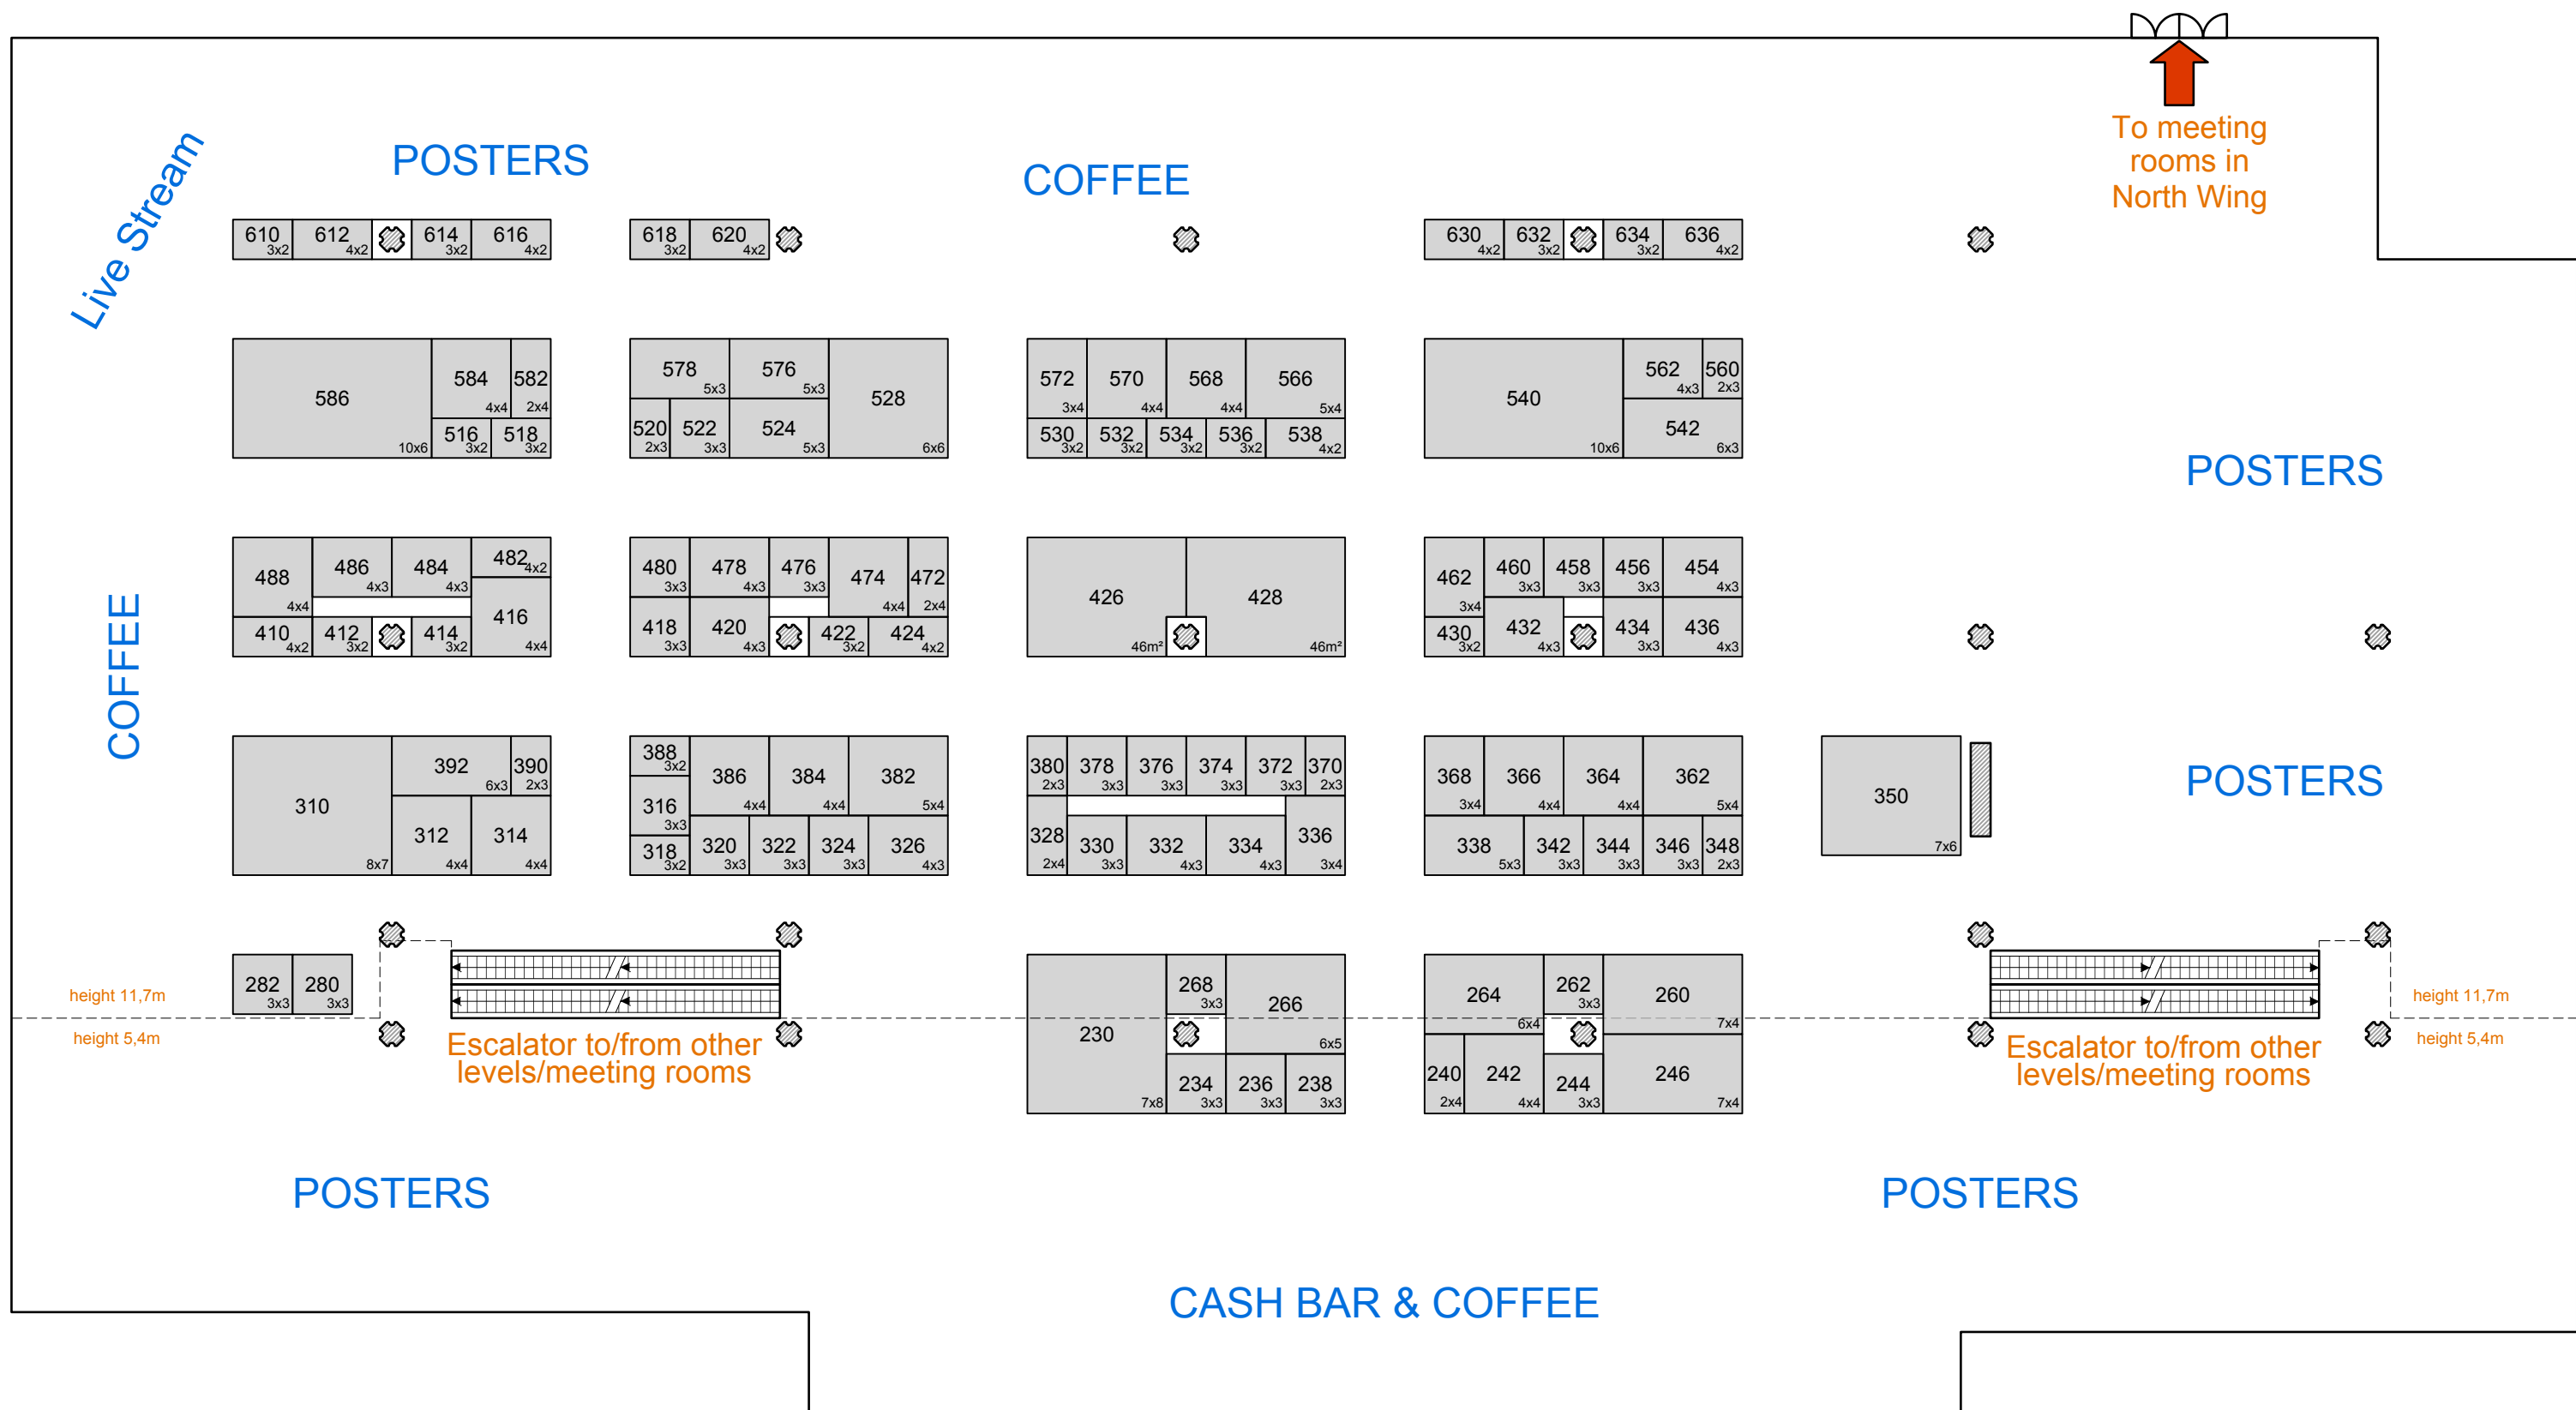 To meeting
rooms in
North Wing
Live Stream
POSTERS
COFFEE
610 3x2
612 4x2
614 3x2
616 4x2
618 3x2
620 4x2
630 4x2
632 3x2
634 3x2
636 4x2
586 10x6
584 4x4
582 2x4
516 3x2
518 3x2
578 5x3
576 5x3
528 6x6
520 2x3
522 3x3
524 5x3
572 3x4
570 4x4
568 4x4
566 5x4
530 3x2
532 3x2
534 3x2
536 3x2
538 4x2
540 10x6
562 4x3
560 2x3
542 6x3
POSTERS
COFFEE
488 4x4
486 4x3
484 4x3
482 4x2
410 4x2
412 3x2
414 3x2
416 4x4
480 3x3
478 4x3
476 3x3
474 4x4
472 2x4
418 3x3
420 4x3
422 3x2
424 4x2
426 46m²
428 46m²
462 3x4
460 3x3
458 3x3
456 3x3
454 4x3
430 3x2
432 4x3
434 3x3
436 4x3
310 8x7
392 6x3
390 2x3
312 4x4
314 4x4
388 3x2
386 4x4
384 4x4
382 5x4
316 3x3
318 3x2
320 3x3
322 3x3
324 3x3
326 4x3
380 2x3
378 3x3
376 3x3
374 3x3
372 3x3
370 2x3
328 2x4
330 3x3
332 4x3
334 4x3
336 3x4
368 3x4
366 4x4
364 4x4
362 5x4
338 5x3
342 3x3
344 3x3
346 3x3
348 2x3
350 7x6
POSTERS
282 3x3
280 3x3
height 11,7m
height 5,4m
Escalator to/from other
levels/meeting rooms
230 7x8
268 3x3
266 6x5
234 3x3
236 3x3
238 3x3
264 6x4
262 3x3
260 7x4
240 2x4
242 4x4
244 3x3
246 7x4
Escalator to/from other
levels/meeting rooms
height 11,7m
height 5,4m
POSTERS
POSTERS
CASH BAR & COFFEE